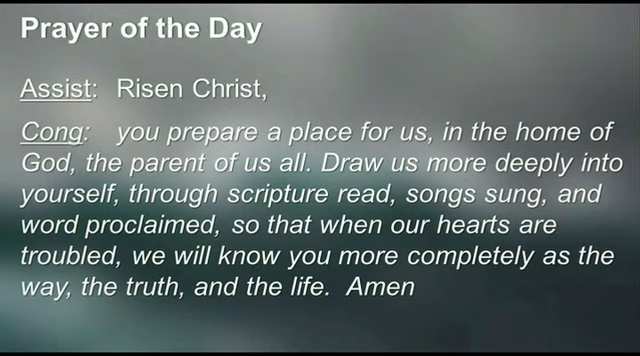 Prayer of the Day
Assist: Risen Christ,
Cong: you prepare a place for us, in the home of
God, the parent of us all. Draw us more deeply into
yourself, through scripture read, songs sung, and
word proclaimed, so that when our hearts are
troubled, we will know you more completely as the
way, the truth, and the life. Amen